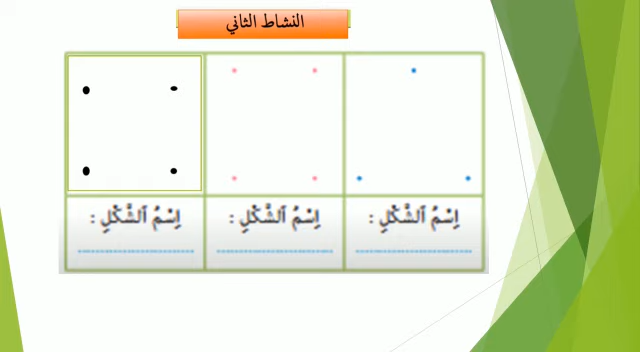 النشاط الثاني
اِسْمُ ٱلشَّكْلِ :
اِسْمُ ٱلشَّكْلِ :
اِسْمُ ٱلشَّكْلِ :